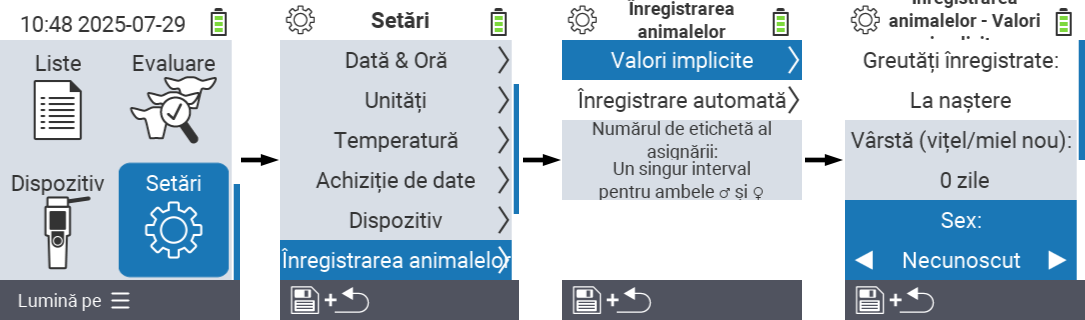 10:48 2025-07-29
Liste
Evaluare
Dispozitiv
Setări
Lumină pe
Setări
Dată & Oră
Unități
Temperatură
Achiziție de date
Dispozitiv
Înregistrarea animalelor
+
Înregistrarea
animalelor
Valori implicite
Înregistrare automată
Numărul de etichetă al
asignării:
Un singur interval
pentru ambele ♂ și ♀
+
animalelor - Valori
Greutăți înregistrate:
La naștere
Vârstă (vițel/miel nou):
0 zile
Sex:
Necunoscut
+